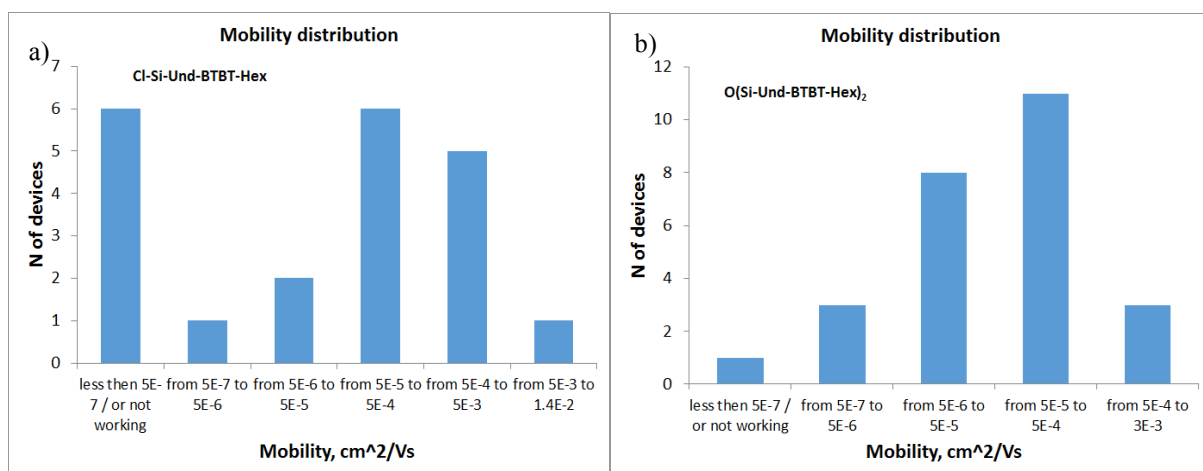 a)
Mobility distribution
Cl-Si-Und-BTBT-Hex
N of devices
7
6
5
4
3
2
1
0
less then 5E-
7 / or not
working
from 5E-7 to
5E-6
from 5E-6 to
5E-5
from 5E-5 to
5E-4
from 5E-4 to
5E-3
from 5E-3 to
1.4E-2
Mobility, cm^2/Vs
b)
Mobility distribution
O(Si-Und-BTBT-Hex)₂
N of devices
12
10
8
6
4
2
0
less then 5E-7 /
or not working
from 5E-7 to
5E-6
from 5E-6 to
5E-5
from 5E-5 to
5E-4
from 5E-4 to
3E-3
Mobility, cm^2/Vs